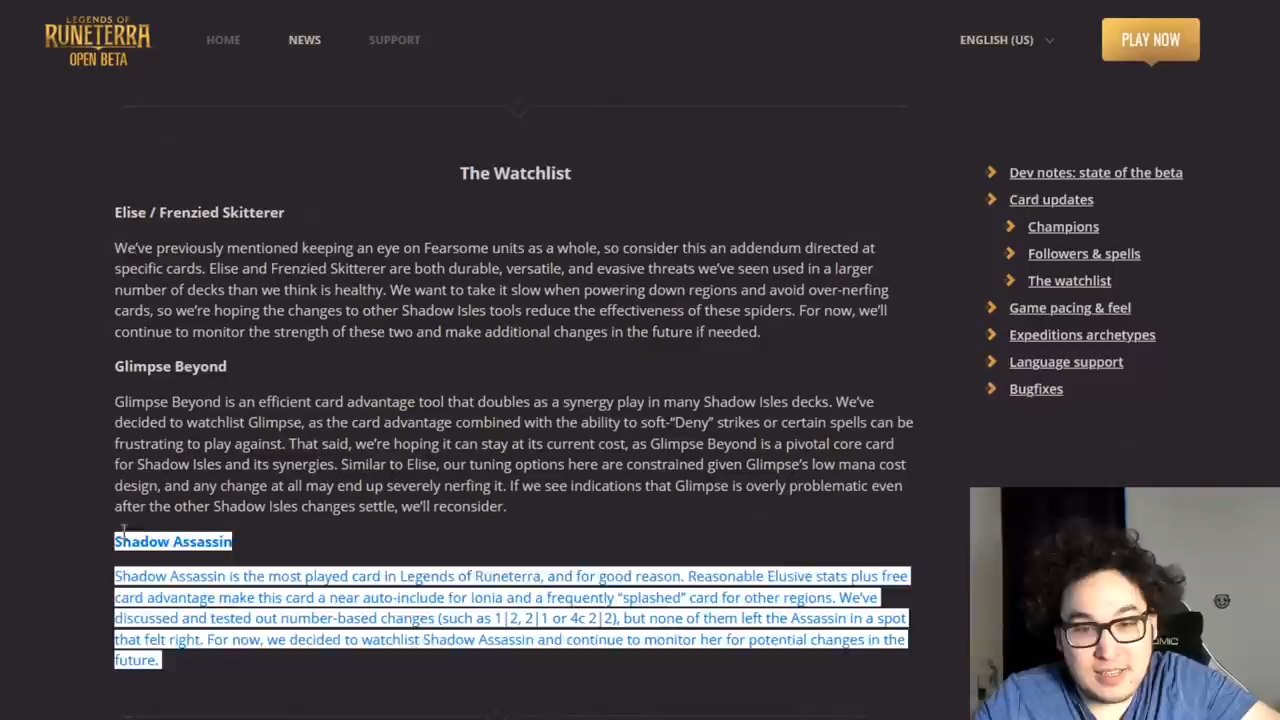 LEGENDS OF
RUNETERRA
OPEN BETA
HOME
NEWS
SUPPORT
ENGLISH (US)
PLAY NOW
The Watchlist
Elise / Frenzied Skitterer
We've previously mentioned keeping an eye on Fearsome units as a whole, so consider this an addendum directed at
specific cards. Elise and Frenzied Skitterer are both durable, versatile, and evasive threats we've seen used in a larger
number of decks than we think is healthy. We want to take it slow when powering down regions and avoid over-nerfing
cards, so we're hoping the changes to other Shadow Isles tools reduce the effectiveness of these spiders. For now, we'll
continue to monitor the strength of these two and make additional changes in the future if needed.
Glimpse Beyond
Glimpse Beyond is an efficient card advantage tool that doubles as a synergy play in many Shadow Isles decks. We've
decided to watchlist Glimpse, as the card advantage combined with the ability to soft-“Deny” strikes or certain spells can be
frustrating to play against. That said, we're hoping it can stay at its current cost, as Glimpse Beyond is a pivotal core card
for Shadow Isles and its synergies. Similar to Elise, our tuning options here are constrained given Glimpse's low mana cost
design, and any change at all may end up severely nerfing it. If we see indications that Glimpse is overly problematic even
after the other Shadow Isles changes settle, we'll reconsider.
Shadow Assassin
Shadow Assassin is the most played card in Legends of Runeterra, and for good reason. Reasonable Elusive stats plus free
card advantage make this card a near auto-include for Ionia and a frequently “splashed” card for other regions. We've
discussed and tested out number-based changes (such as 1|2, 2|1 or 4c 2|2), but none of them left the Assassin in a spot
that felt right. For now, we decided to watchlist Shadow Assassin and continue to monitor her for potential changes in the
future.
Dev notes: state of the beta
Card updates
Champions
Followers & spells
The watchlist
Game pacing & feel
Expeditions archetypes
Language support
Bugfixes